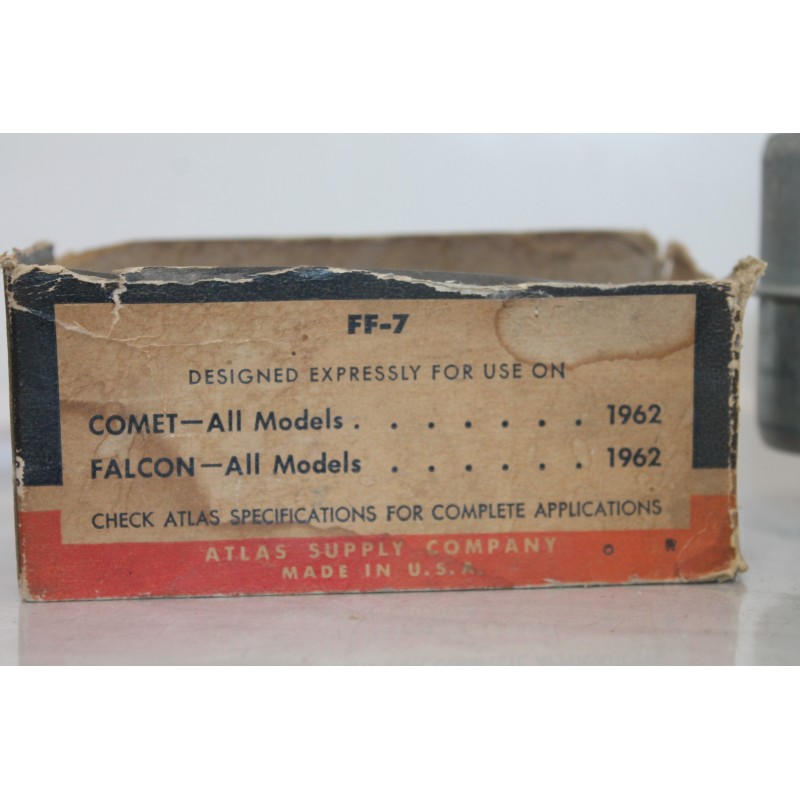 FF-7
DESIGNED EXPRESSLY FOR USE ON
COMET—All Models . . . . . . . 1962
FALCON—All Models . . . . . . 1962
CHECK ATLAS SPECIFICATIONS FOR COMPLETE APPLICATIONS
ATLAS SUPPLY COMPANY
MADE IN U.S.A.